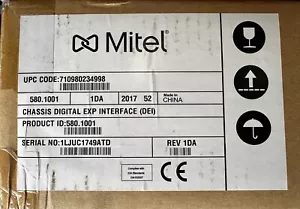 Mitel
UPC CODE:710980234998
580.1001 1DA 2017 52 Made In CHINA
CHASSIS DIGITAL EXP INTERFACE (DEI)
PRODUCT ID:580.1001
SERIAL NO:1LJUC1749ATD REV 1DA
CE